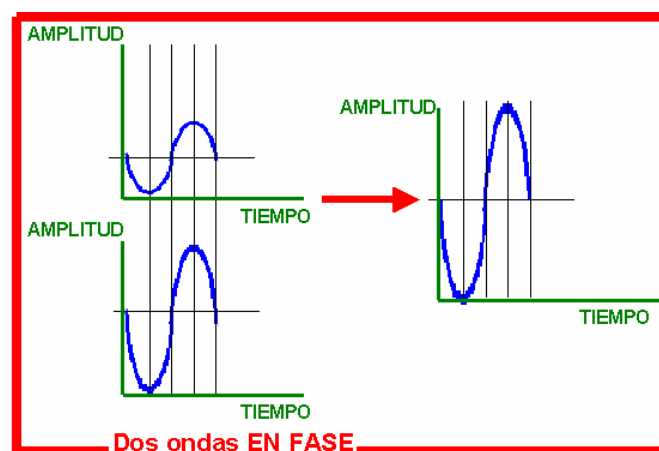 AMPLITUD
TIEMPO
AMPLITUD
TIEMPO
AMPLITUD
TIEMPO
Dos ondas EN FASE